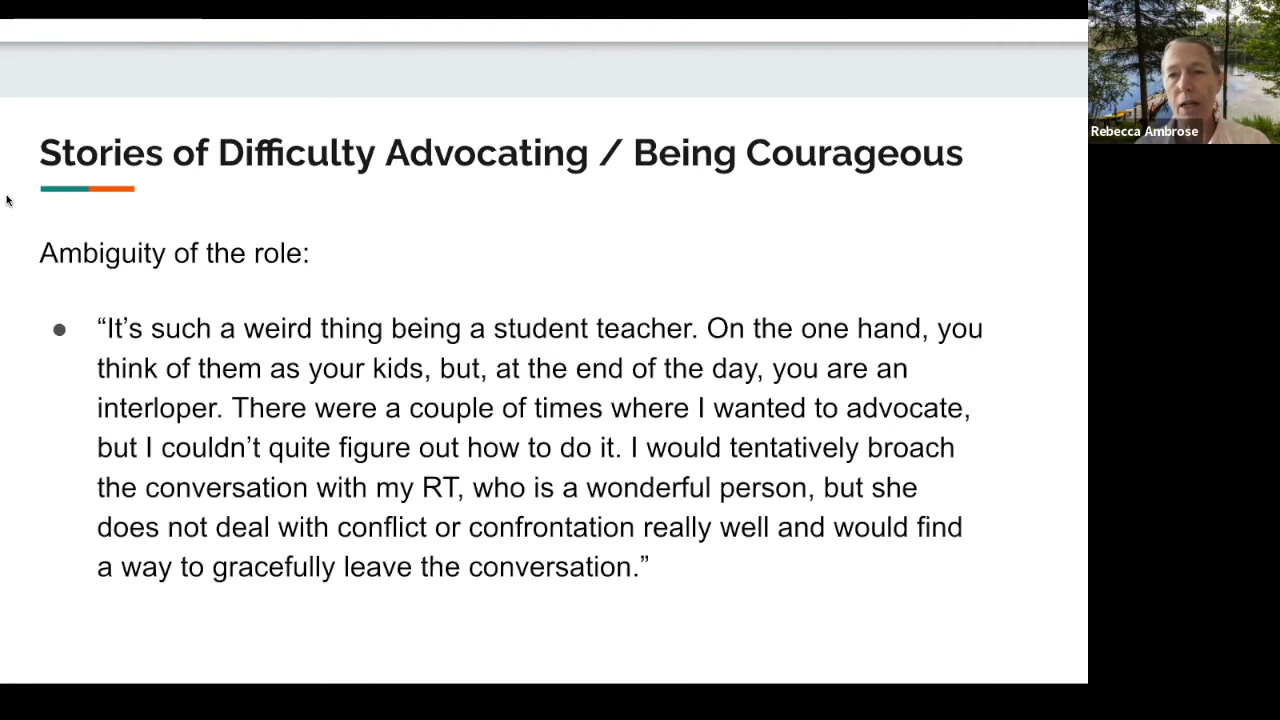 Stories of Difficulty Advocating / Being Courageous
Ambiguity of the role:
● “It’s such a weird thing being a student teacher. On the one hand, you
think of them as your kids, but, at the end of the day, you are an
interloper. There were a couple of times where I wanted to advocate,
but I couldn’t quite figure out how to do it. I would tentatively broach
the conversation with my RT, who is a wonderful person, but she
does not deal with conflict or confrontation really well and would find
a way to gracefully leave the conversation.”
Rebecca Ambrose